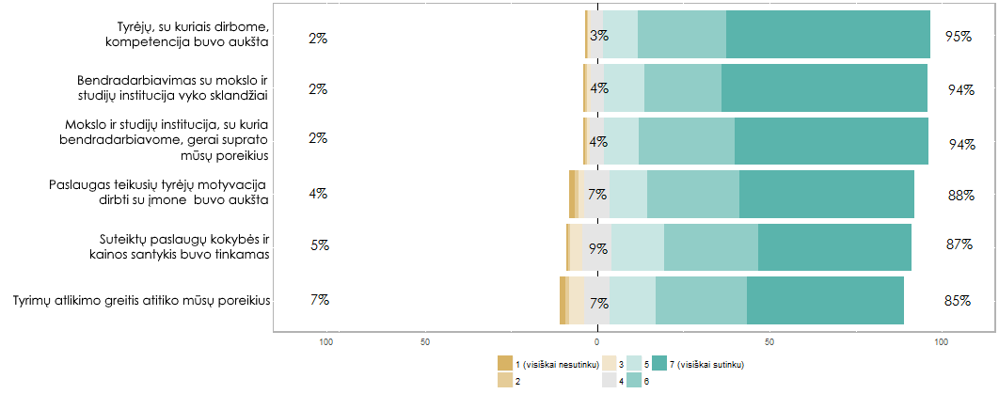 Tyrėjų, su kuriais dirbome,
kompetencija buvo aukšta
2%
3%
95%
Bendradarbiavimas su mokslo ir
studijų institucija vyko sklandžiai
2%
4%
94%
Mokslo ir studijų institucija, su kuria
bendradarbiavome, gerai suprato
mūsų poreikius
2%
4%
94%
Paslaugas teikusių tyrėjų motyvacija
dirbti su įmone buvo aukšta
4%
7%
88%
Suteiktų paslaugų kokybės ir
kainos santykis buvo tinkamas
5%
9%
87%
Tyrimų atlikimo greitis atitiko mūsų poreikius
7%
7%
85%
100 50 0 50 100
1 (visiškai nesutinku) 3 5 7 (visiškai sutinku)
2 4 6